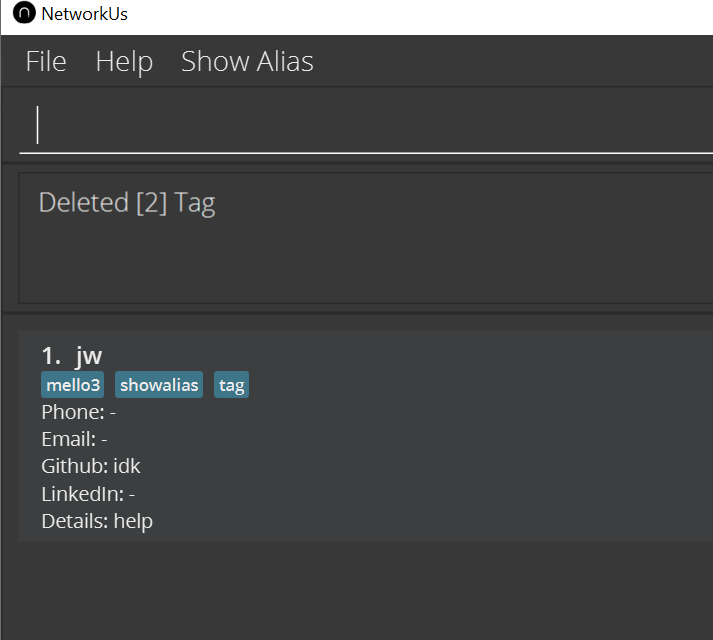 NetworkUs
File Help Show Alias
Deleted [2] Tag
1. jw
mello3 showalias tag
Phone: -
Email: -
Github: idk
LinkedIn: -
Details: help